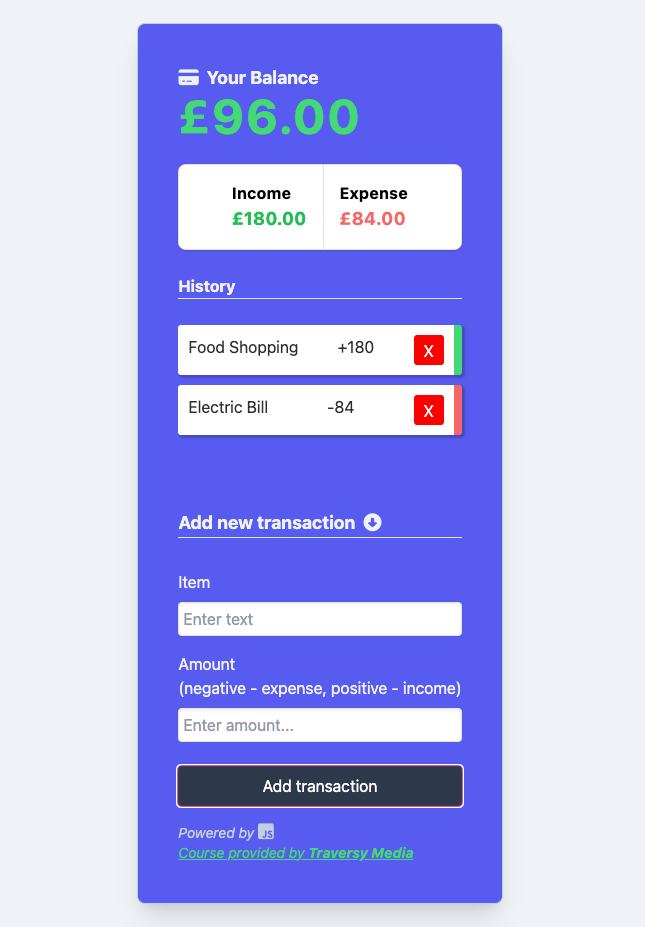 Your Balance
£96.00
Income Expense
£180.00 £84.00
History
Food Shopping +180 X
Electric Bill -84 X
Add new transaction
Item
Enter text
Amount
(negative - expense, positive - income)
Enter amount...
Add transaction
Powered by JS
Course provided by Traversy Media